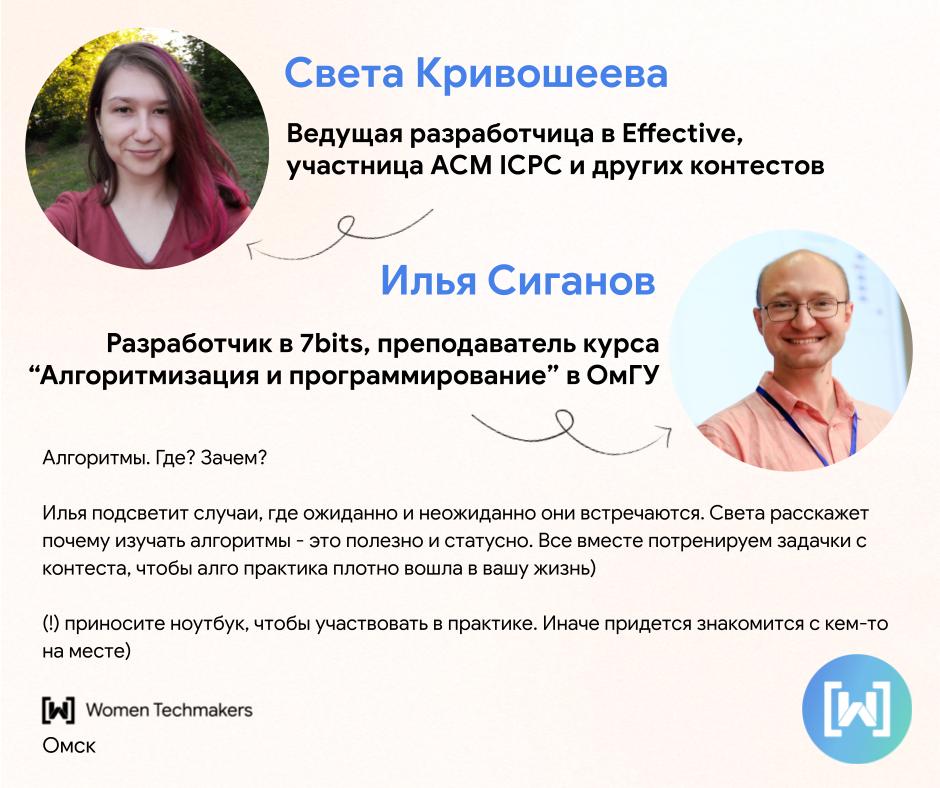 Света Кривошеева
Ведущая разработчица в Effective,
участница ACM ICPC и других контестов
Илья Сиганов
Разработчик в 7bits, преподаватель курса
“Алгоритмизация и программирование” в ОмГУ
Алгоритмы. Где? Зачем?
Илья подсветит случаи, где ожиданно и неожиданно они встречаются. Света расскажет
почему изучать алгоритмы - это полезно и статусно. Все вместе потренируем задачки с
контеста, чтобы алго практика плотно вошла в вашу жизнь)
(!) приносите ноутбук, чтобы участвовать в практике. Иначе придется знакомится с кем-то
на месте)
[W] Women Techmakers
Омск
[W]